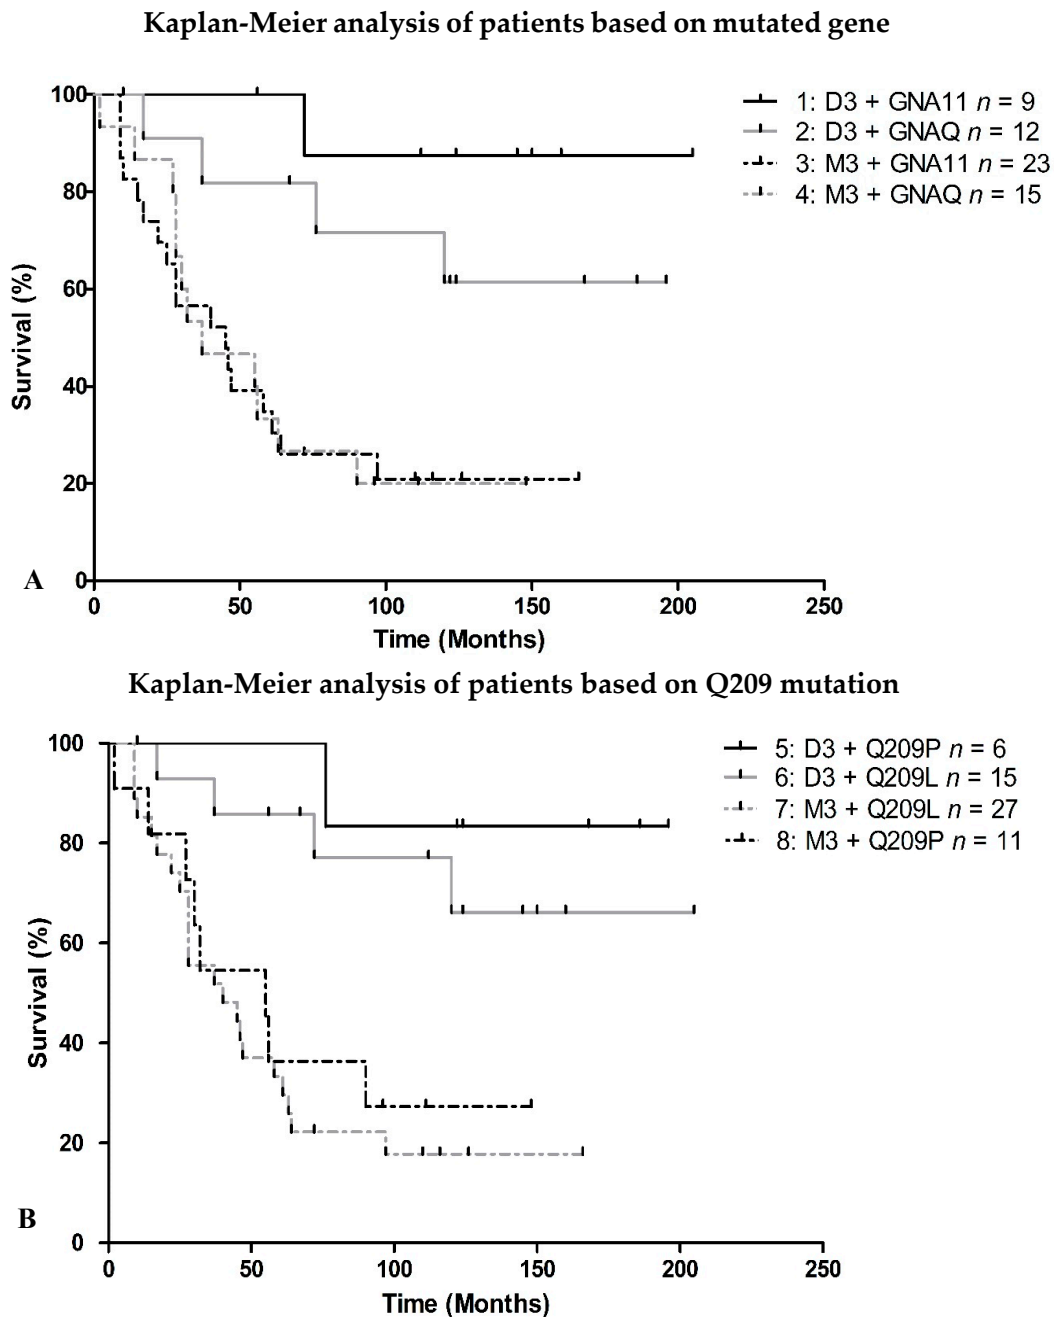 Kaplan-Meier analysis of patients based on mutated gene
100
80
60
40
20
0
Survival (%)
1: D3 + GNA11 n = 9
2: D3 + GNAQ n = 12
3: M3 + GNA11 n = 23
4: M3 + GNAQ n = 15
A
0 50 100 150 200 250
Time (Months)
Kaplan-Meier analysis of patients based on Q209 mutation
100
80
60
40
20
0
Survival (%)
5: D3 + Q209P n = 6
6: D3 + Q209L n = 15
7: M3 + Q209L n = 27
8: M3 + Q209P n = 11
B
0 50 100 150 200 250
Time (Months)